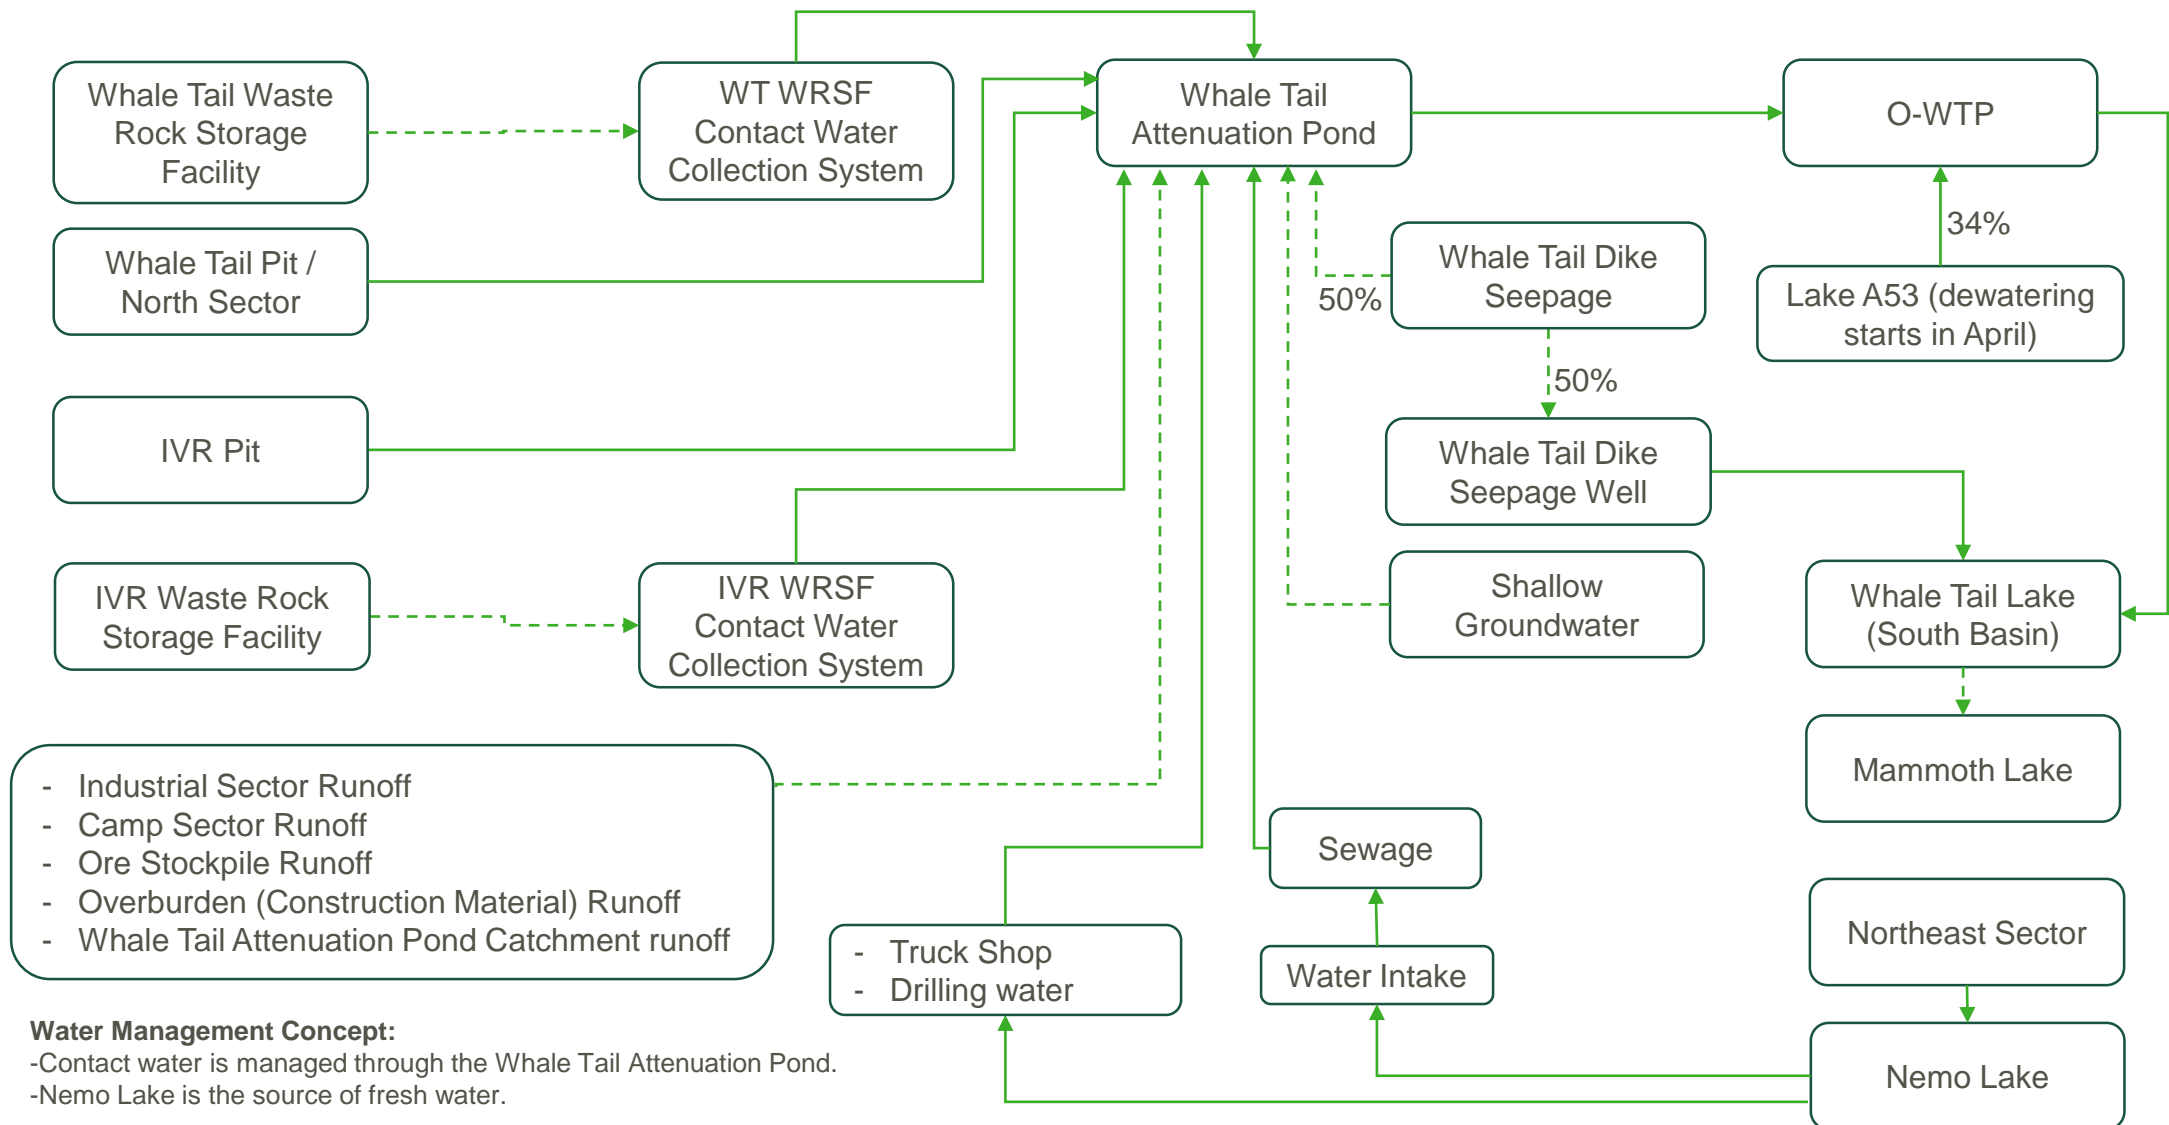 Whale Tail Waste
Rock Storage
Facility
WT WRSF
Contact Water
Collection System
Whale Tail
Attenuation Pond
O-WTP
34%
Lake A53 (dewatering
starts in April)
Whale Tail Pit /
North Sector
Whale Tail Dike
Seepage
50%
50%
IVR Pit
Whale Tail Dike
Seepage Well
IVR Waste Rock
Storage Facility
IVR WRSF
Contact Water
Collection System
Shallow
Groundwater
Whale Tail Lake
(South Basin)
Mammoth Lake
- Industrial Sector Runoff
- Camp Sector Runoff
- Ore Stockpile Runoff
- Overburden (Construction Material) Runoff
- Whale Tail Attenuation Pond Catchment runoff
Sewage
- Truck Shop
- Drilling water
Water Intake
Northeast Sector
Nemo Lake
Water Management Concept:
-Contact water is managed through the Whale Tail Attenuation Pond.
-Nemo Lake is the source of fresh water.